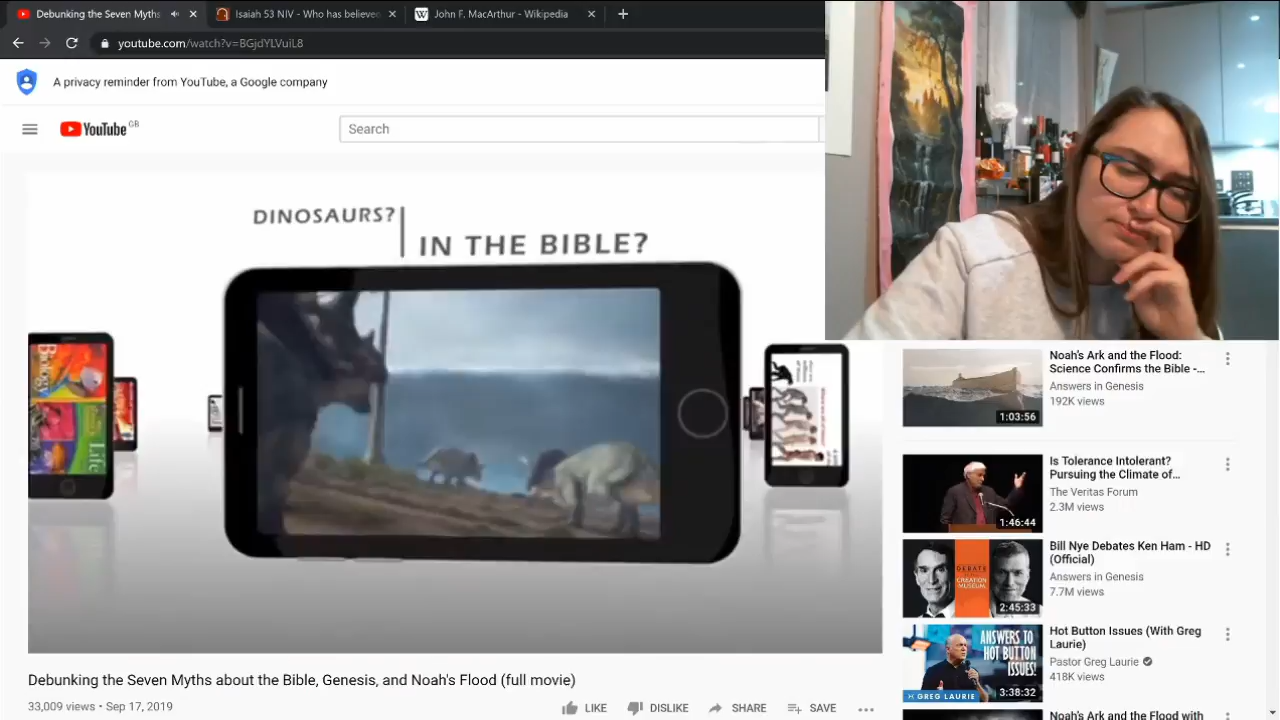 Debunking the Seven Myths
Isaiah 53 NIV - Who has believed
John F. MacArthur - Wikipedia
youtube.com/watch?v=BGjdYLVuiL8
A privacy reminder from YouTube, a Google company
YouTube GB
Search
DINOSAURS?
IN THE BIBLE?
Biology
Life
Debunking the Seven Myths about the Bible, Genesis, and Noah's Flood (full movie)
33,009 views • Sep 17, 2019
LIKE
DISLIKE
SHARE
SAVE
Noah's Ark and the Flood:
Science Confirms the Bible -...
Answers in Genesis
192K views
1:03:56
Is Tolerance Intolerant?
Pursuing the Climate of...
The Veritas Forum
2.3M views
1:46:44
Bill Nye Debates Ken Ham - HD
(Official)
Answers in Genesis
7.7M views
DEBATE
CREATION
MUSEUM
2:45:33
Hot Button Issues (With Greg
Laurie)
Pastor Greg Laurie
418K views
ANSWERS TO
HOT BUTTON
ISSUES!
GREG LAURIE
3:38:32
Noah's Ark and the Flood with